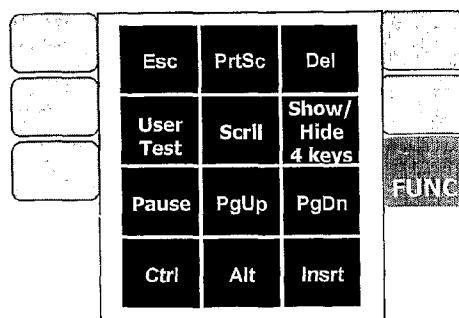 Esc PrtSc Del
User Test Scrll Show/ Hide 4 keys
FUNC
Pause PgUp PgDn
Ctrl Alt Insrt